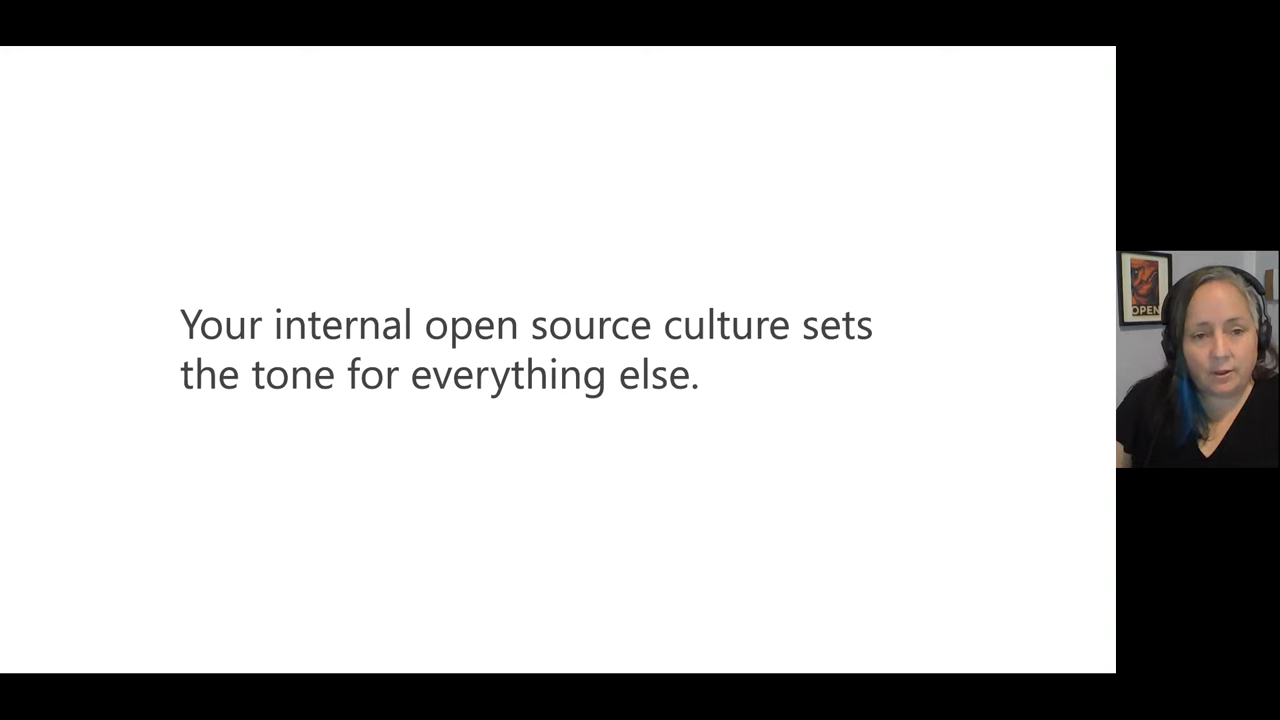 Your internal open source culture sets
the tone for everything else.
OPEN